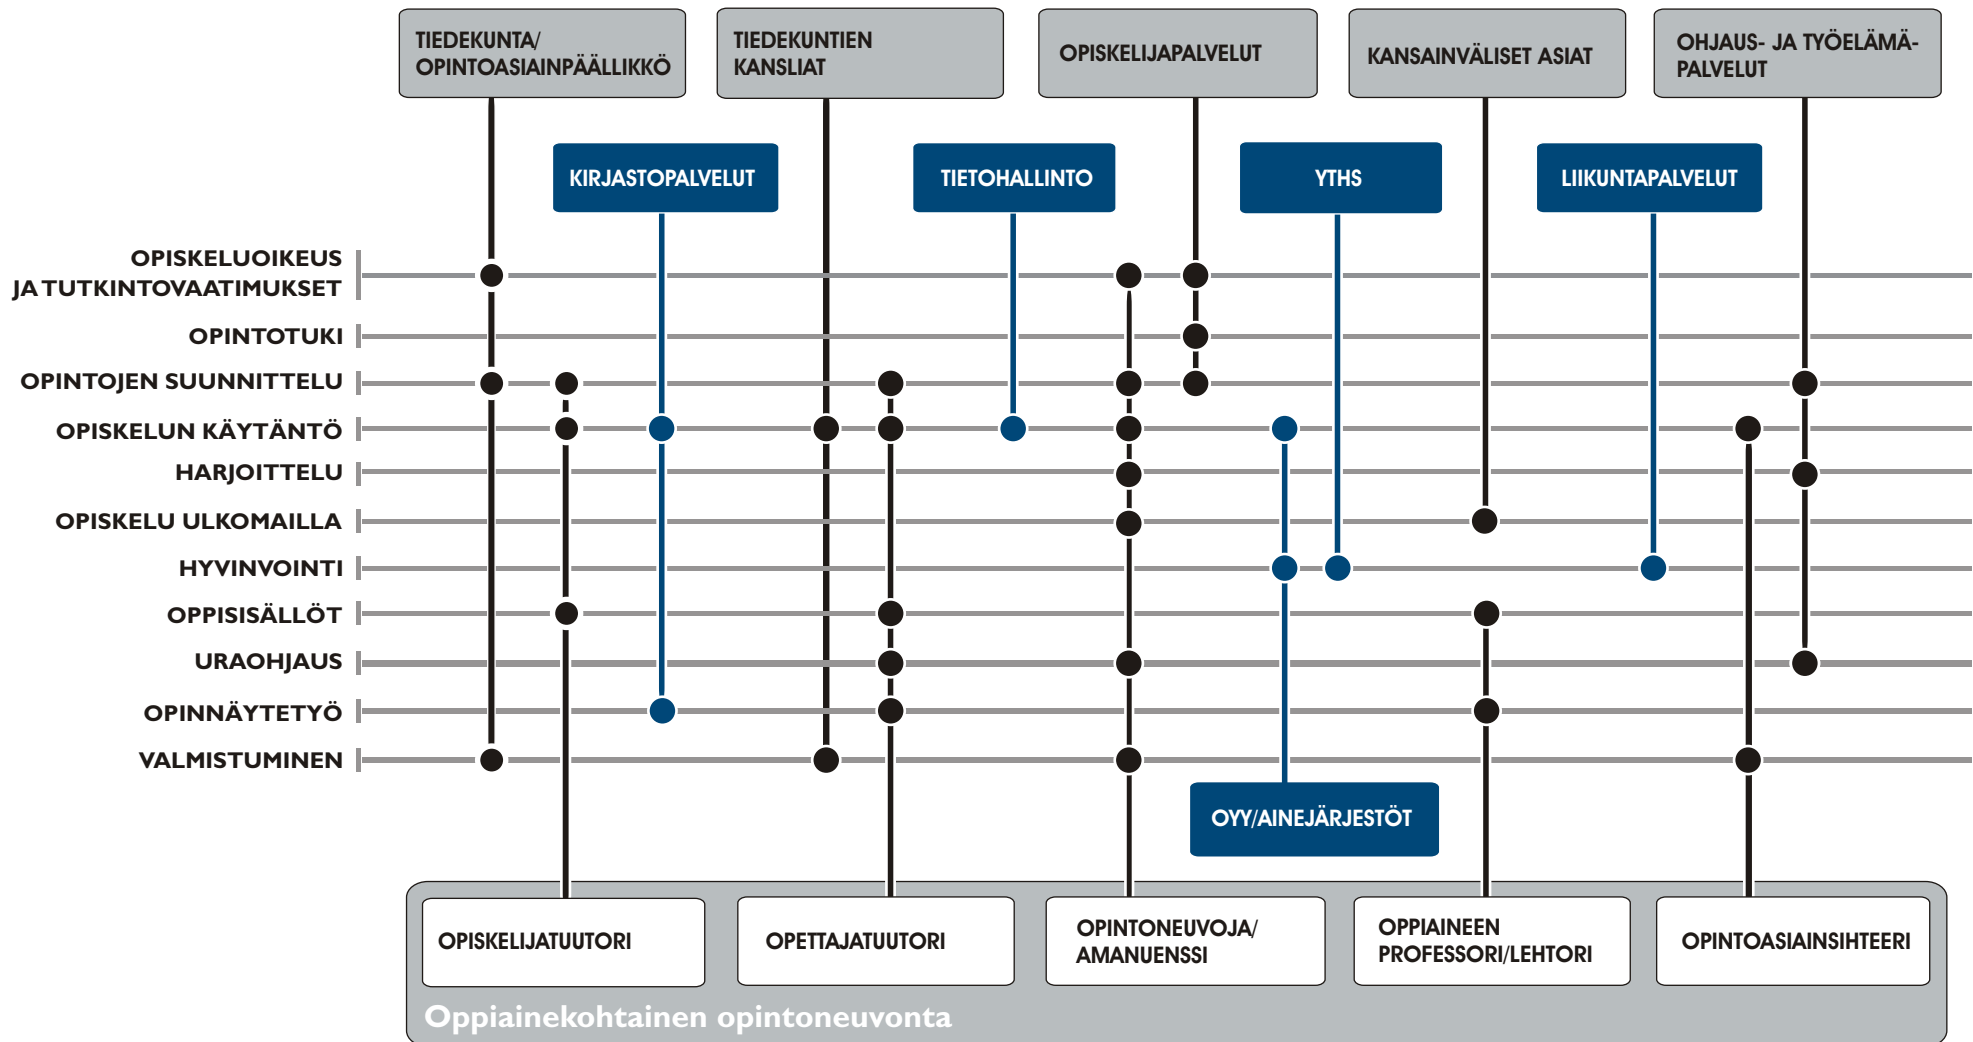 TIEDEKUNTA/
OPINTOASIAINPÄÄLLIKKÖ
TIEDEKUNTIEN
KANSLIAT
OPISKELIJAPALVELUT
KANSAINVÄLISET ASIAT
OHJAUS- JA TYÖELÄMÄ-
PALVELUT
KIRJASTOPALVELUT
TIETOHALLINTO
YTHS
LIIKUNTAPALVELUT
OPISKELUOIKEUS
JA TUTKINTOVAATIMUKSET
OPINTOTUKI
OPINTOJEN SUUNNITTELU
OPISKELUN KÄYTÄNTÖ
HARJOITTELU
OPISKELU ULKOMAILLA
HYVINVOINTI
OPPISISÄLLÖT
URAOHJAUS
OPINNÄYTETYÖ
VALMISTUMINEN
OYY/AINEJÄRJESTÖT
OPISKELIJATUUTORI
OPETTAJATUUTORI
OPINTONEUVOJA/
AMANUENSSI
OPPIAINEEN
PROFESSORI/LEHTORI
OPINTOASIAINSIHTEERI
Oppiainekohtainen opintoneuvonta